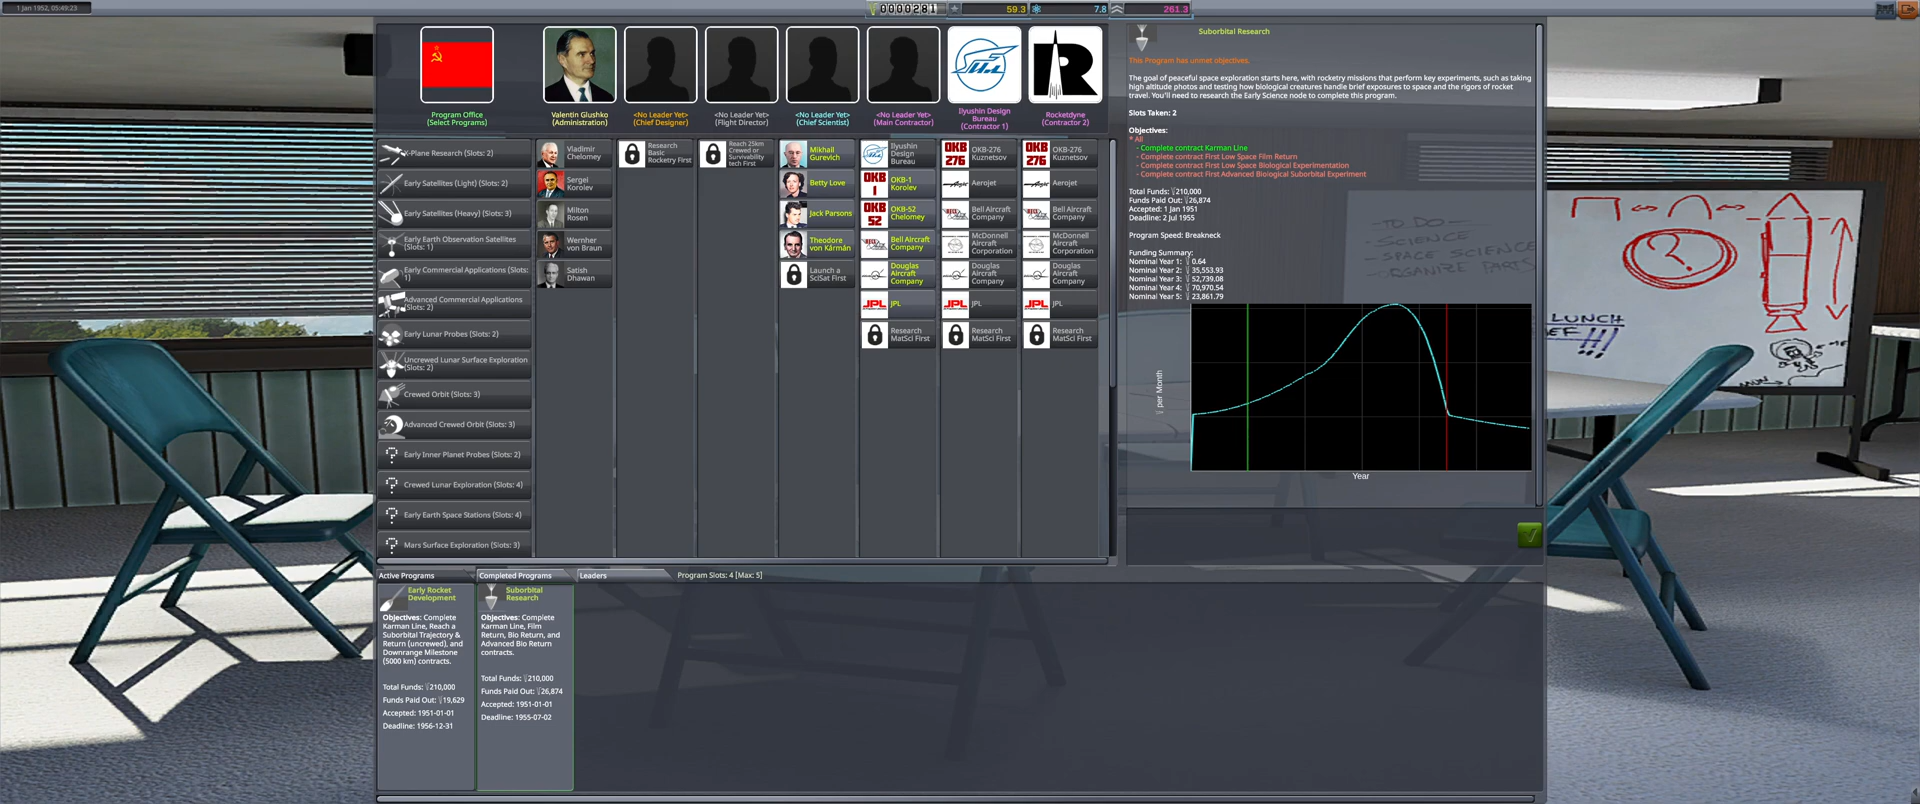 1 Jan 1952, 05:49:23
0000281
59.3
7.8
261.3
Program Office
(Select Programs)
Valentin Glushko
(Administration)
<No Leader Yet>
(Chief Designer)
<No Leader Yet>
(Flight Director)
<No Leader Yet>
(Chief Scientist)
<No Leader Yet>
(Main Contractor)
Ilyushin Design
Bureau
(Contractor 1)
Rocketdyne
(Contractor 2)
X-Plane Research (Slots: 2)
Early Satellites (Light) (Slots: 2)
Early Satellites (Heavy) (Slots: 3)
Early Earth Observation Satellites
(Slots: 1)
Early Commercial Applications (Slots:
1)
Advanced Commercial Applications
(Slots: 2)
Early Lunar Probes (Slots: 2)
Uncrewed Lunar Surface Exploration
(Slots: 2)
Crewed Orbit (Slots: 3)
Advanced Crewed Orbit (Slots: 3)
Early Inner Planet Probes (Slots: 2)
Crewed Lunar Exploration (Slots: 4)
Early Earth Space Stations (Slots: 4)
Mars Surface Exploration (Slots: 3)
Vladimir
Chelomey
Sergei
Korolev
Milton
Rosen
Wernher
von Braun
Satish
Dhawan
Research
Basic
Rocketry First
Reach 25km
Crewed or
Survivability
tech First
Mikhail
Gurevich
Betty Love
Jack Parsons
Theodore
von Kármán
Launch a
SciSat First
Ilyushin
Design
Bureau
OKB
1
OKB-1
Korolev
OKB
52
OKB-52
Chelomey
Bell Aircraft
Company
Douglas
Aircraft
Company
JPL
JPL
Research
MatSci First
OKB
276
OKB-276
Kuznetsov
Aerojet
Bell Aircraft
Company
McDonnell
Aircraft
Corporation
Douglas
Aircraft
Company
JPL
JPL
Research
MatSci First
OKB
276
OKB-276
Kuznetsov
Aerojet
Bell Aircraft
Company
McDonnell
Aircraft
Corporation
Douglas
Aircraft
Company
JPL
JPL
Research
MatSci First
Suborbital Research
This Program has unmet objectives.
The goal of peaceful space exploration starts here, with rocketry missions that perform key experiments, such as taking
high altitude photos and testing how biological creatures handle brief exposures to space and the rigors of rocket
travel. You'll need to research the Early Science node to complete this program.
Slots Taken: 2
Objectives:
* All
- Complete contract Karman Line
- Complete contract First Low Space Film Return
- Complete contract First Low Space Biological Experimentation
- Complete contract First Advanced Biological Suborbital Experiment
Total Funds: 210,000
Funds Paid Out: 26,874
Accepted: 1 Jan 1951
Deadline: 2 Jul 1955
Program Speed: Breakneck
Funding Summary:
Nominal Year 1: 0.64
Nominal Year 2: 35,553.93
Nominal Year 3: 52,739.08
Nominal Year 4: 70,970.54
Nominal Year 5: 23,861.79
per Month
Year
TO DO
SCIENCE
SPACE SCIENCE
ORGANIZE PARTS
LUNCH
!!!
?
Active Programs
Completed Programs
Leaders
Program Slots: 4 [Max: 5]
Early Rocket
Development
Objectives: Complete
Karman Line, Reach a
Suborbital Trajectory &
Return (uncrewed), and
Downrange Milestone
(5000 km) contracts.
Total Funds: 210,000
Funds Paid Out: 19,629
Accepted: 1951-01-01
Deadline: 1956-12-31
Suborbital
Research
Objectives: Complete
Karman Line, Film
Return, Bio Return, and
Advanced Bio Return
contracts.
Total Funds: 210,000
Funds Paid Out: 26,874
Accepted: 1951-01-01
Deadline: 1955-07-02